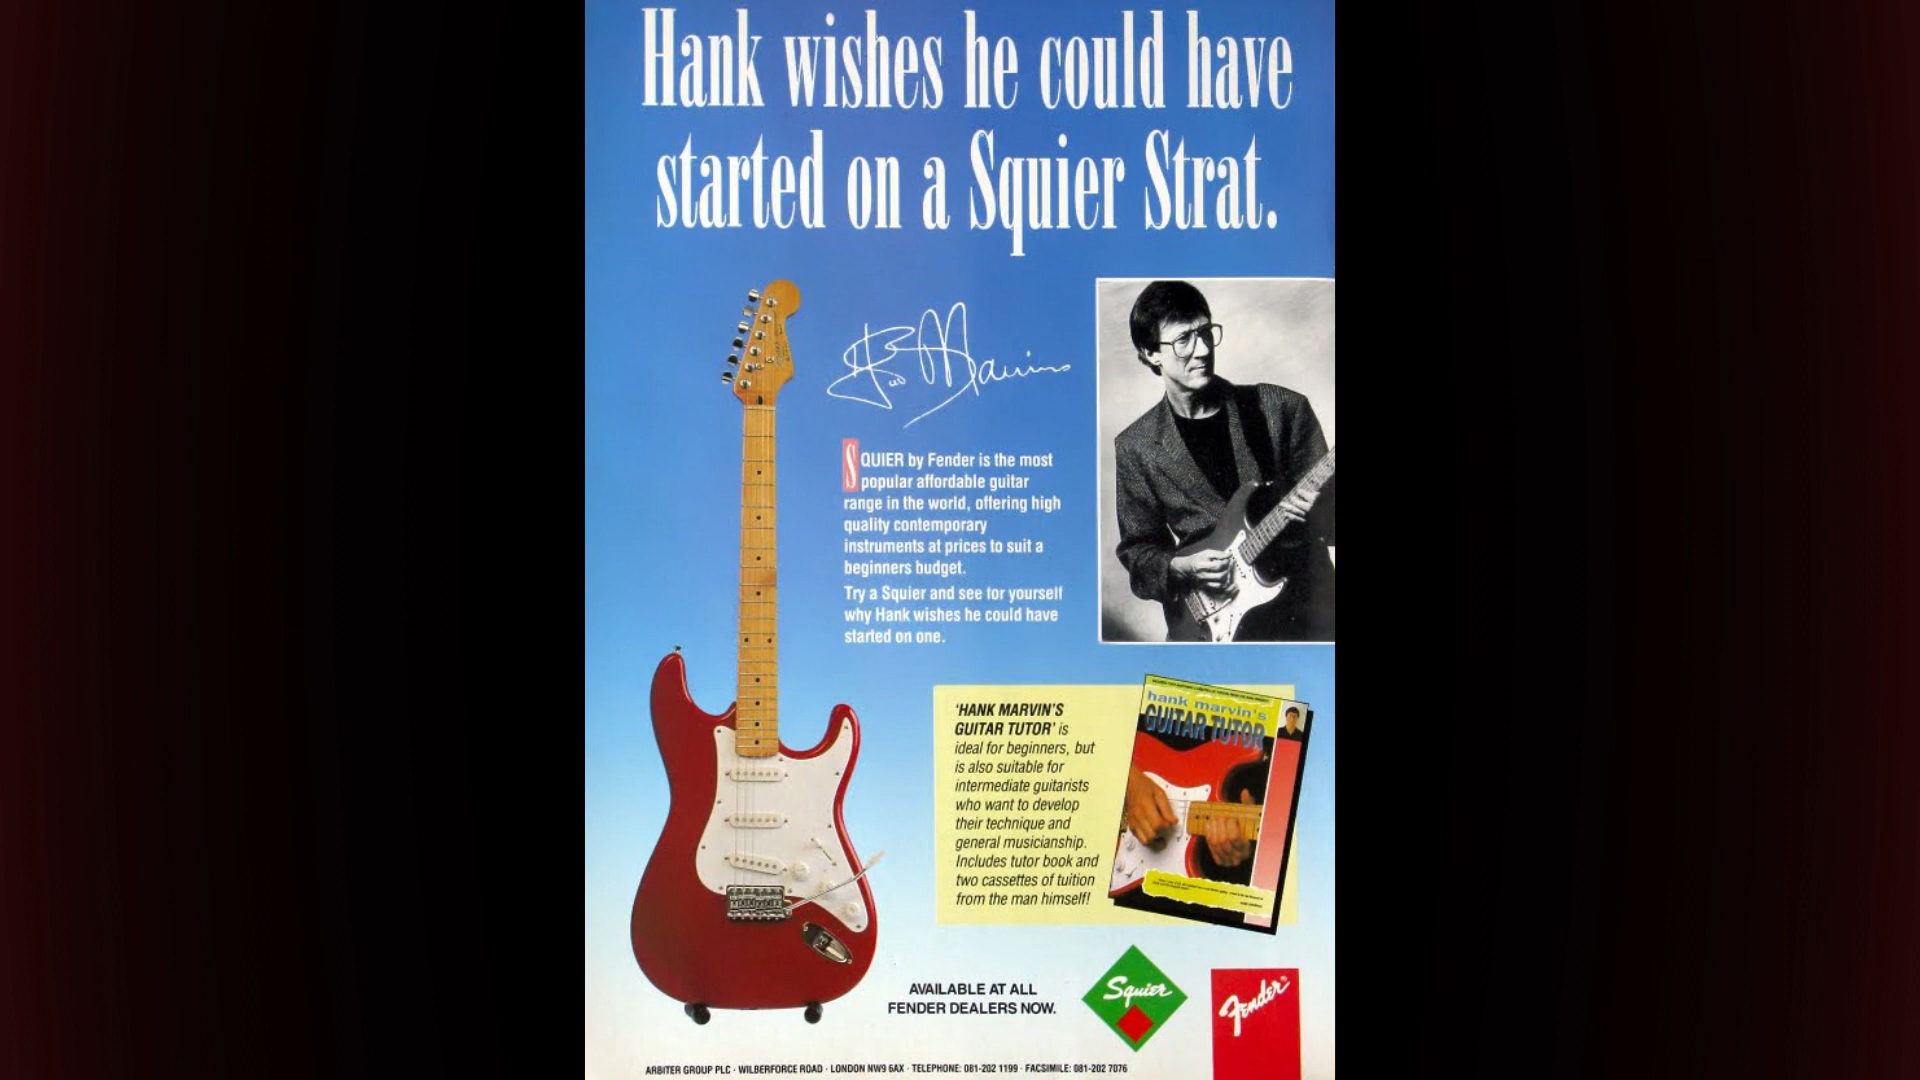 Hank wishes he could have
started on a Squier Strat.
SQUIER by Fender is the most
popular affordable guitar
range in the world, offering high
quality contemporary
instruments at prices to suit a
beginners budget.
Try a Squier and see for yourself
why Hank wishes he could have
started on one.
'HANK MARVIN'S
GUITAR TUTOR' is
ideal for beginners, but
is also suitable for
intermediate guitarists
who want to develop
their technique and
general musicianship.
Includes tutor book and
two cassettes of tuition
from the man himself!
hank marvin's
GUITAR TUTOR
AVAILABLE AT ALL
FENDER DEALERS NOW.
Squier
Fender
ARBITER GROUP PLC · WILBERFORCE ROAD · LONDON NW9 6AX · TELEPHONE: 081-202 1199 · FACSIMILE: 081-202 7076